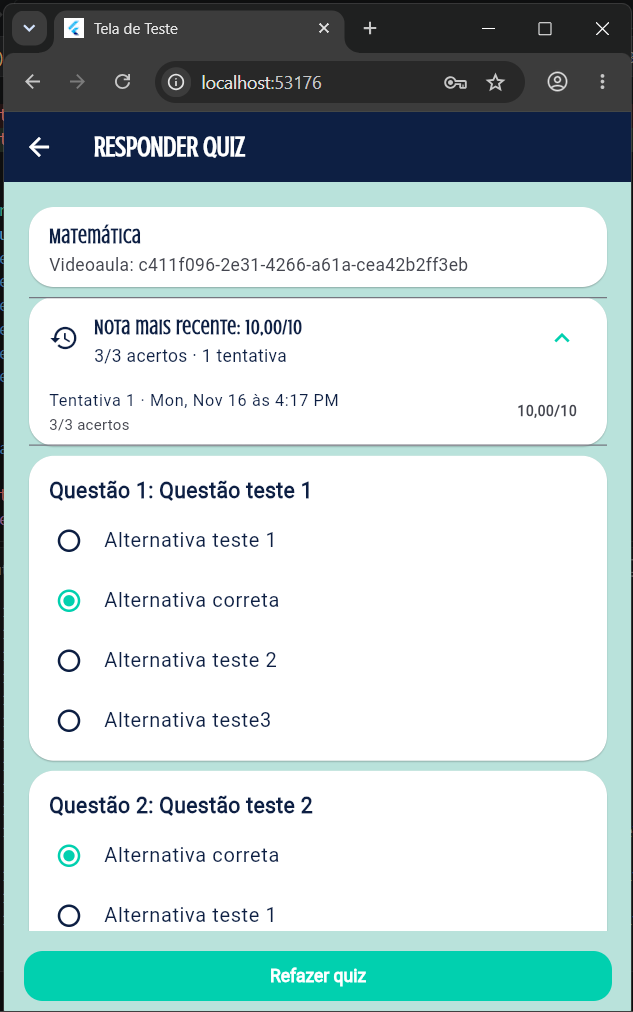 Tela de Teste
localhost:53176
RESPONDER QUIZ
Matemática
Videoaula: c411f096-2e31-4266-a61a-cea42b2ff3eb
Nota mais recente: 10,00/10
3/3 acertos · 1 tentativa
Tentativa 1 · Mon, Nov 16 às 4:17 PM
10,00/10
3/3 acertos
Questão 1: Questão teste 1
Alternativa teste 1
Alternativa correta
Alternativa teste 2
Alternativa teste3
Questão 2: Questão teste 2
Alternativa correta
Alternativa teste 1
Refazer quiz